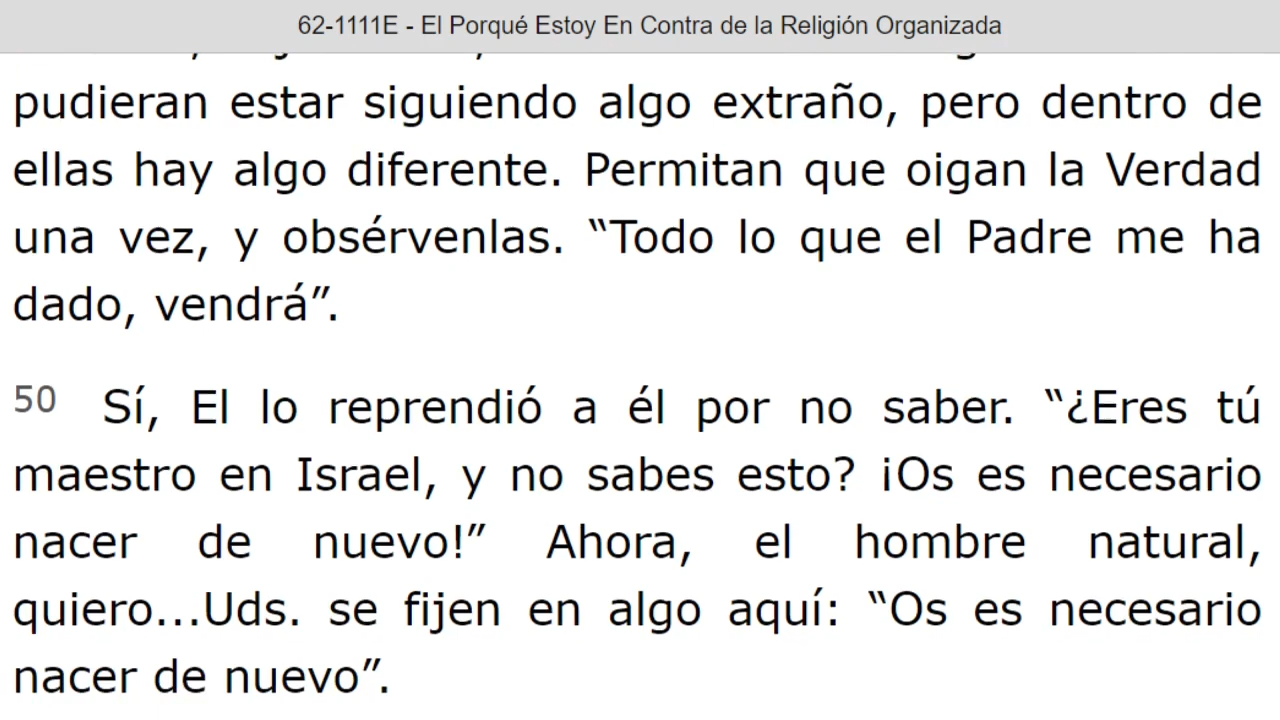 62-1111E - El Porqué Estoy En Contra de la Religión Organizada
pudieran estar siguiendo algo extraño, pero dentro de
ellas hay algo diferente. Permitan que oigan la Verdad
una vez, y obsérvenlas. “Todo lo que el Padre me ha
dado, vendrá”.
50 Sí, El lo reprendió a él por no saber. “¿Eres tú
maestro en Israel, y no sabes esto? ¡Os es necesario
nacer de nuevo!” Ahora, el hombre natural,
quiero...Uds. se fijen en algo aquí: “Os es necesario
nacer de nuevo”.